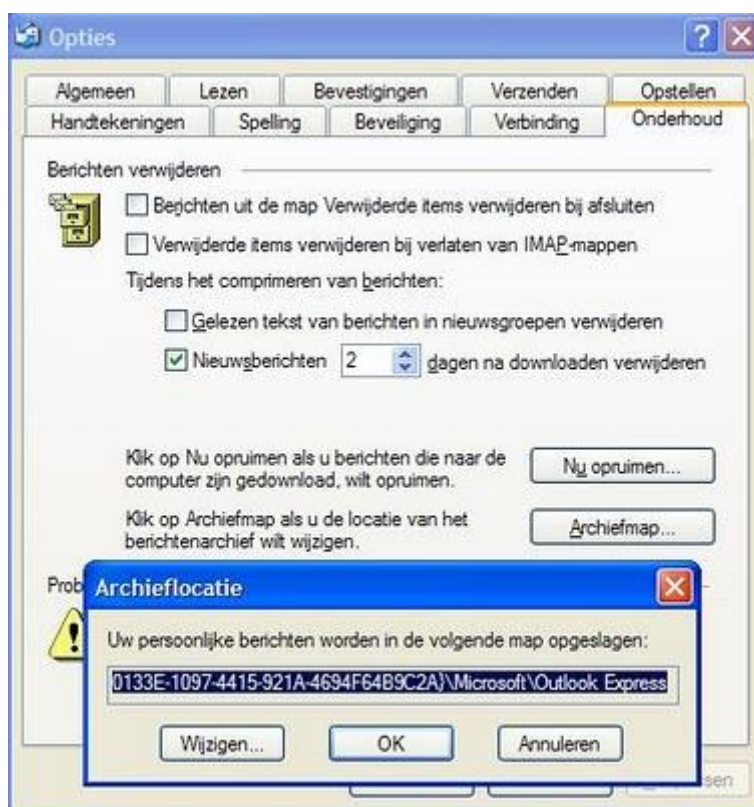 Opties
Algemeen Lezen Bevestigingen Verzenden Opstellen
Handtekeningen Spelling Beveiliging Verbinding Onderhoud
Berichten verwijderen
Berichten uit de map Verwijderde items verwijderen bij afsluiten
Verwijderde items verwijderen bij verlaten van IMAP-mappen
Tijdens het comprimeren van berichten:
Gelezen tekst van berichten in nieuwsgroepen verwijderen
Nieuwsberichten 2 dagen na downloaden verwijderen
Klik op Nu opruimen als u berichten die naar de
computer zijn gedownload, wilt opruimen.
Nu opruimen...
Klik op Archiefmap als u de locatie van het
berichtenarchief wilt wijzigen.
Archiefmap...
Prob
Archieflocatie
Uw persoonlijke berichten worden in de volgende map opgeslagen:
0133E-1097-4415-921A-4694F64B9C2A}\Microsoft\Outlook Express
Wijzigen... OK Annuleren
ssen